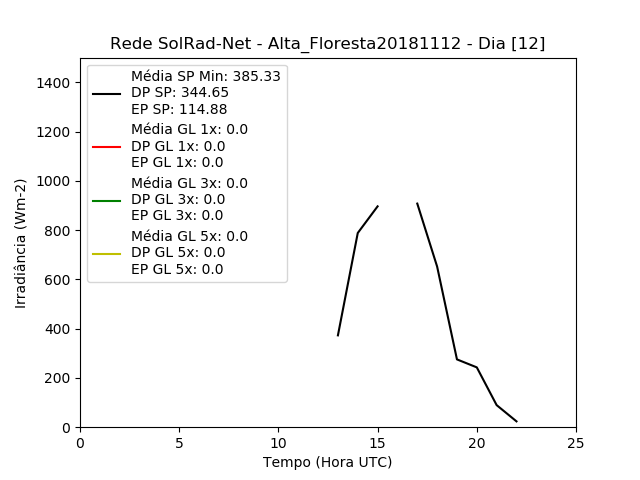 Rede SolRad-Net - Alta_Floresta20181112 - Dia [12]
Média SP Min: 385.33
DP SP: 344.65
EP SP: 114.88
Média GL 1x: 0.0
DP GL 1x: 0.0
EP GL 1x: 0.0
Média GL 3x: 0.0
DP GL 3x: 0.0
EP GL 3x: 0.0
Média GL 5x: 0.0
DP GL 5x: 0.0
EP GL 5x: 0.0
Irradiância (Wm-2)
1400
1200
1000
800
600
400
200
0
0 5 10 15 20 25
Tempo (Hora UTC)